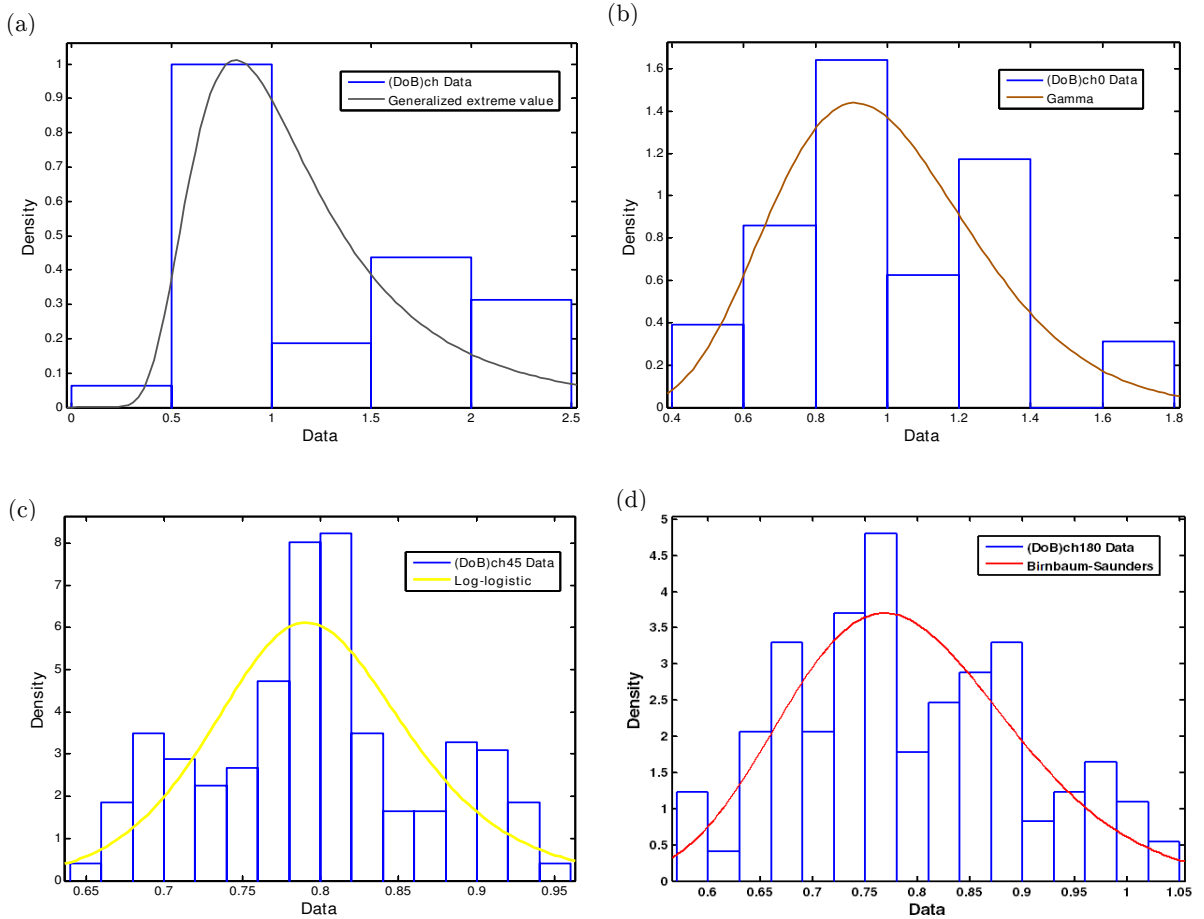 (a)
(DoB)ch Data
Generalized extreme value
Density
1
0.9
0.8
0.7
0.6
0.5
0.4
0.3
0.2
0.1
0
0 0.5 1 1.5 2 2.5
Data
(b)
(DoB)ch0 Data
Gamma
Density
1.6
1.4
1.2
1
0.8
0.6
0.4
0.2
0
0.4 0.6 0.8 1 1.2 1.4 1.6 1.8
Data
(c)
(DoB)ch45 Data
Log-logistic
Density
8
7
6
5
4
3
2
1
0
0.65 0.7 0.75 0.8 0.85 0.9 0.95
Data
(d)
(DoB)ch180 Data
Birnbaum-Saunders
Density
5
4.5
4
3.5
3
2.5
2
1.5
1
0.5
0
0.6 0.65 0.7 0.75 0.8 0.85 0.9 0.95 1 1.05
Data